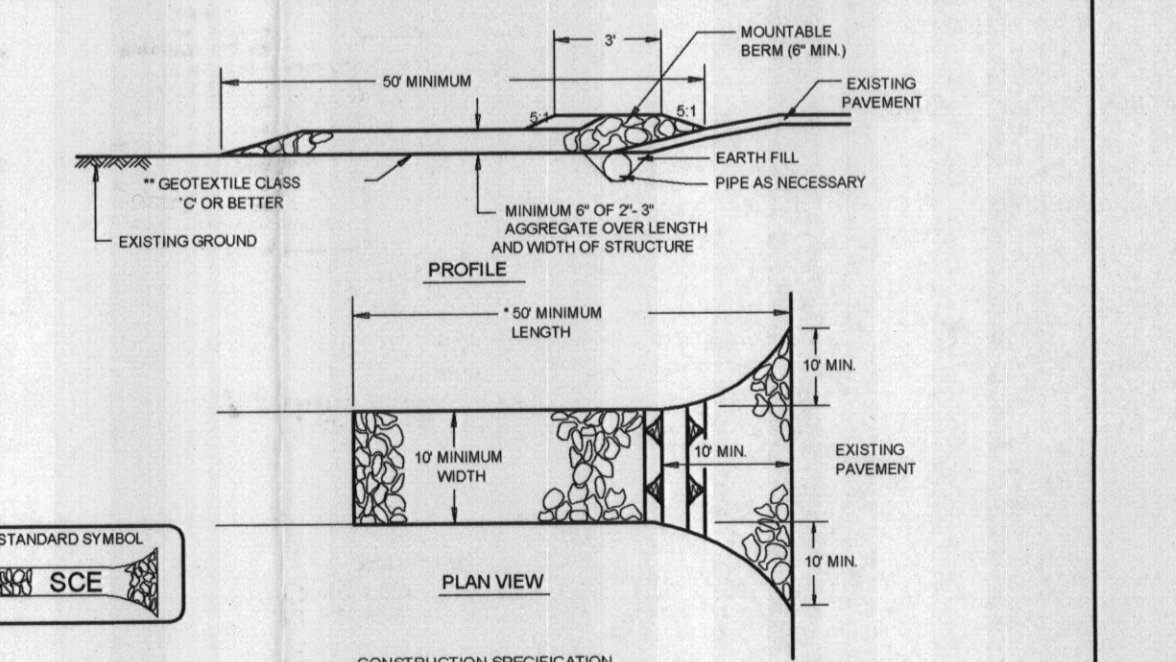 3'
MOUNTABLE
BERM (6" MIN.)
50' MINIMUM
EXISTING
PAVEMENT
5:1
5:1
EARTH FILL
** GEOTEXTILE CLASS
'C' OR BETTER
PIPE AS NECESSARY
MINIMUM 6" OF 2"- 3"
AGGREGATE OVER LENGTH
AND WIDTH OF STRUCTURE
EXISTING GROUND
PROFILE
* 50' MINIMUM
LENGTH
10' MIN.
10' MINIMUM
WIDTH
10' MIN.
EXISTING
PAVEMENT
STANDARD SYMBOL
SCE
10' MIN.
PLAN VIEW
CONSTRUCTION SPECIFICATION